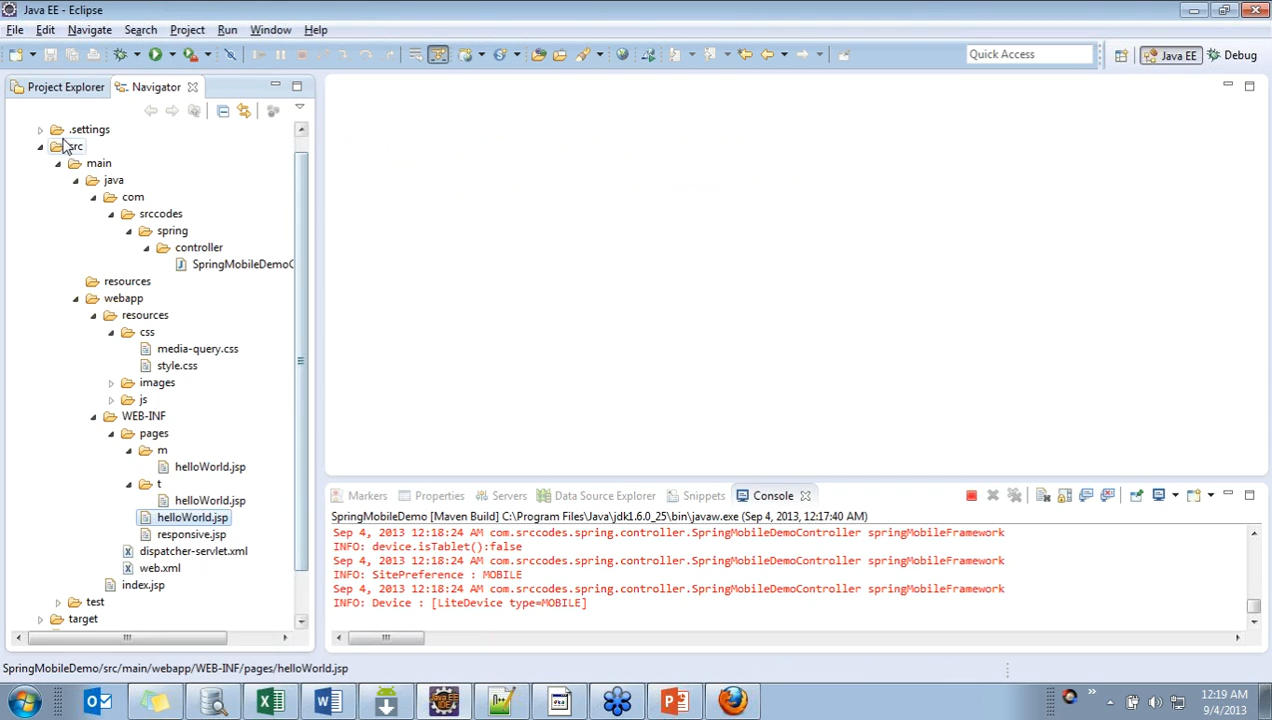 Java EE - Eclipse
File Edit Navigate Search Project Run Window Help
Quick Access
Java EE
Debug
Project Explorer
Navigator
.settings
src
main
java
com
srccodes
spring
controller
SpringMobileDemoC
resources
webapp
resources
css
media-query.css
style.css
images
js
WEB-INF
pages
m
helloWorld.jsp
t
helloWorld.jsp
helloWorld.jsp
responsive.jsp
dispatcher-servlet.xml
web.xml
index.jsp
test
target
Markers Properties Servers Data Source Explorer Snippets Console
SpringMobileDemo [Maven Build] C:\Program Files\Java\jdk1.6.0_25\bin\javaw.exe (Sep 4, 2013 12:17:40 AM)
Sep 4, 2013 12:18:24 AM com.srccodes.spring.controller.SpringMobileDemoController springMobileFramework
INFO: device.isTablet():false
Sep 4, 2013 12:18:24 AM com.srccodes.spring.controller.SpringMobileDemoController springMobileFramework
INFO: SitePreference : MOBILE
Sep 4, 2013 12:18:24 AM com.srccodes.spring.controller.SpringMobileDemoController springMobileFramework
INFO: Device : [LiteDevice type=MOBILE]
SpringMobileDemo/src/main/webapp/WEB-INF/pages/helloWorld.jsp
12:19 AM
9/4/2013